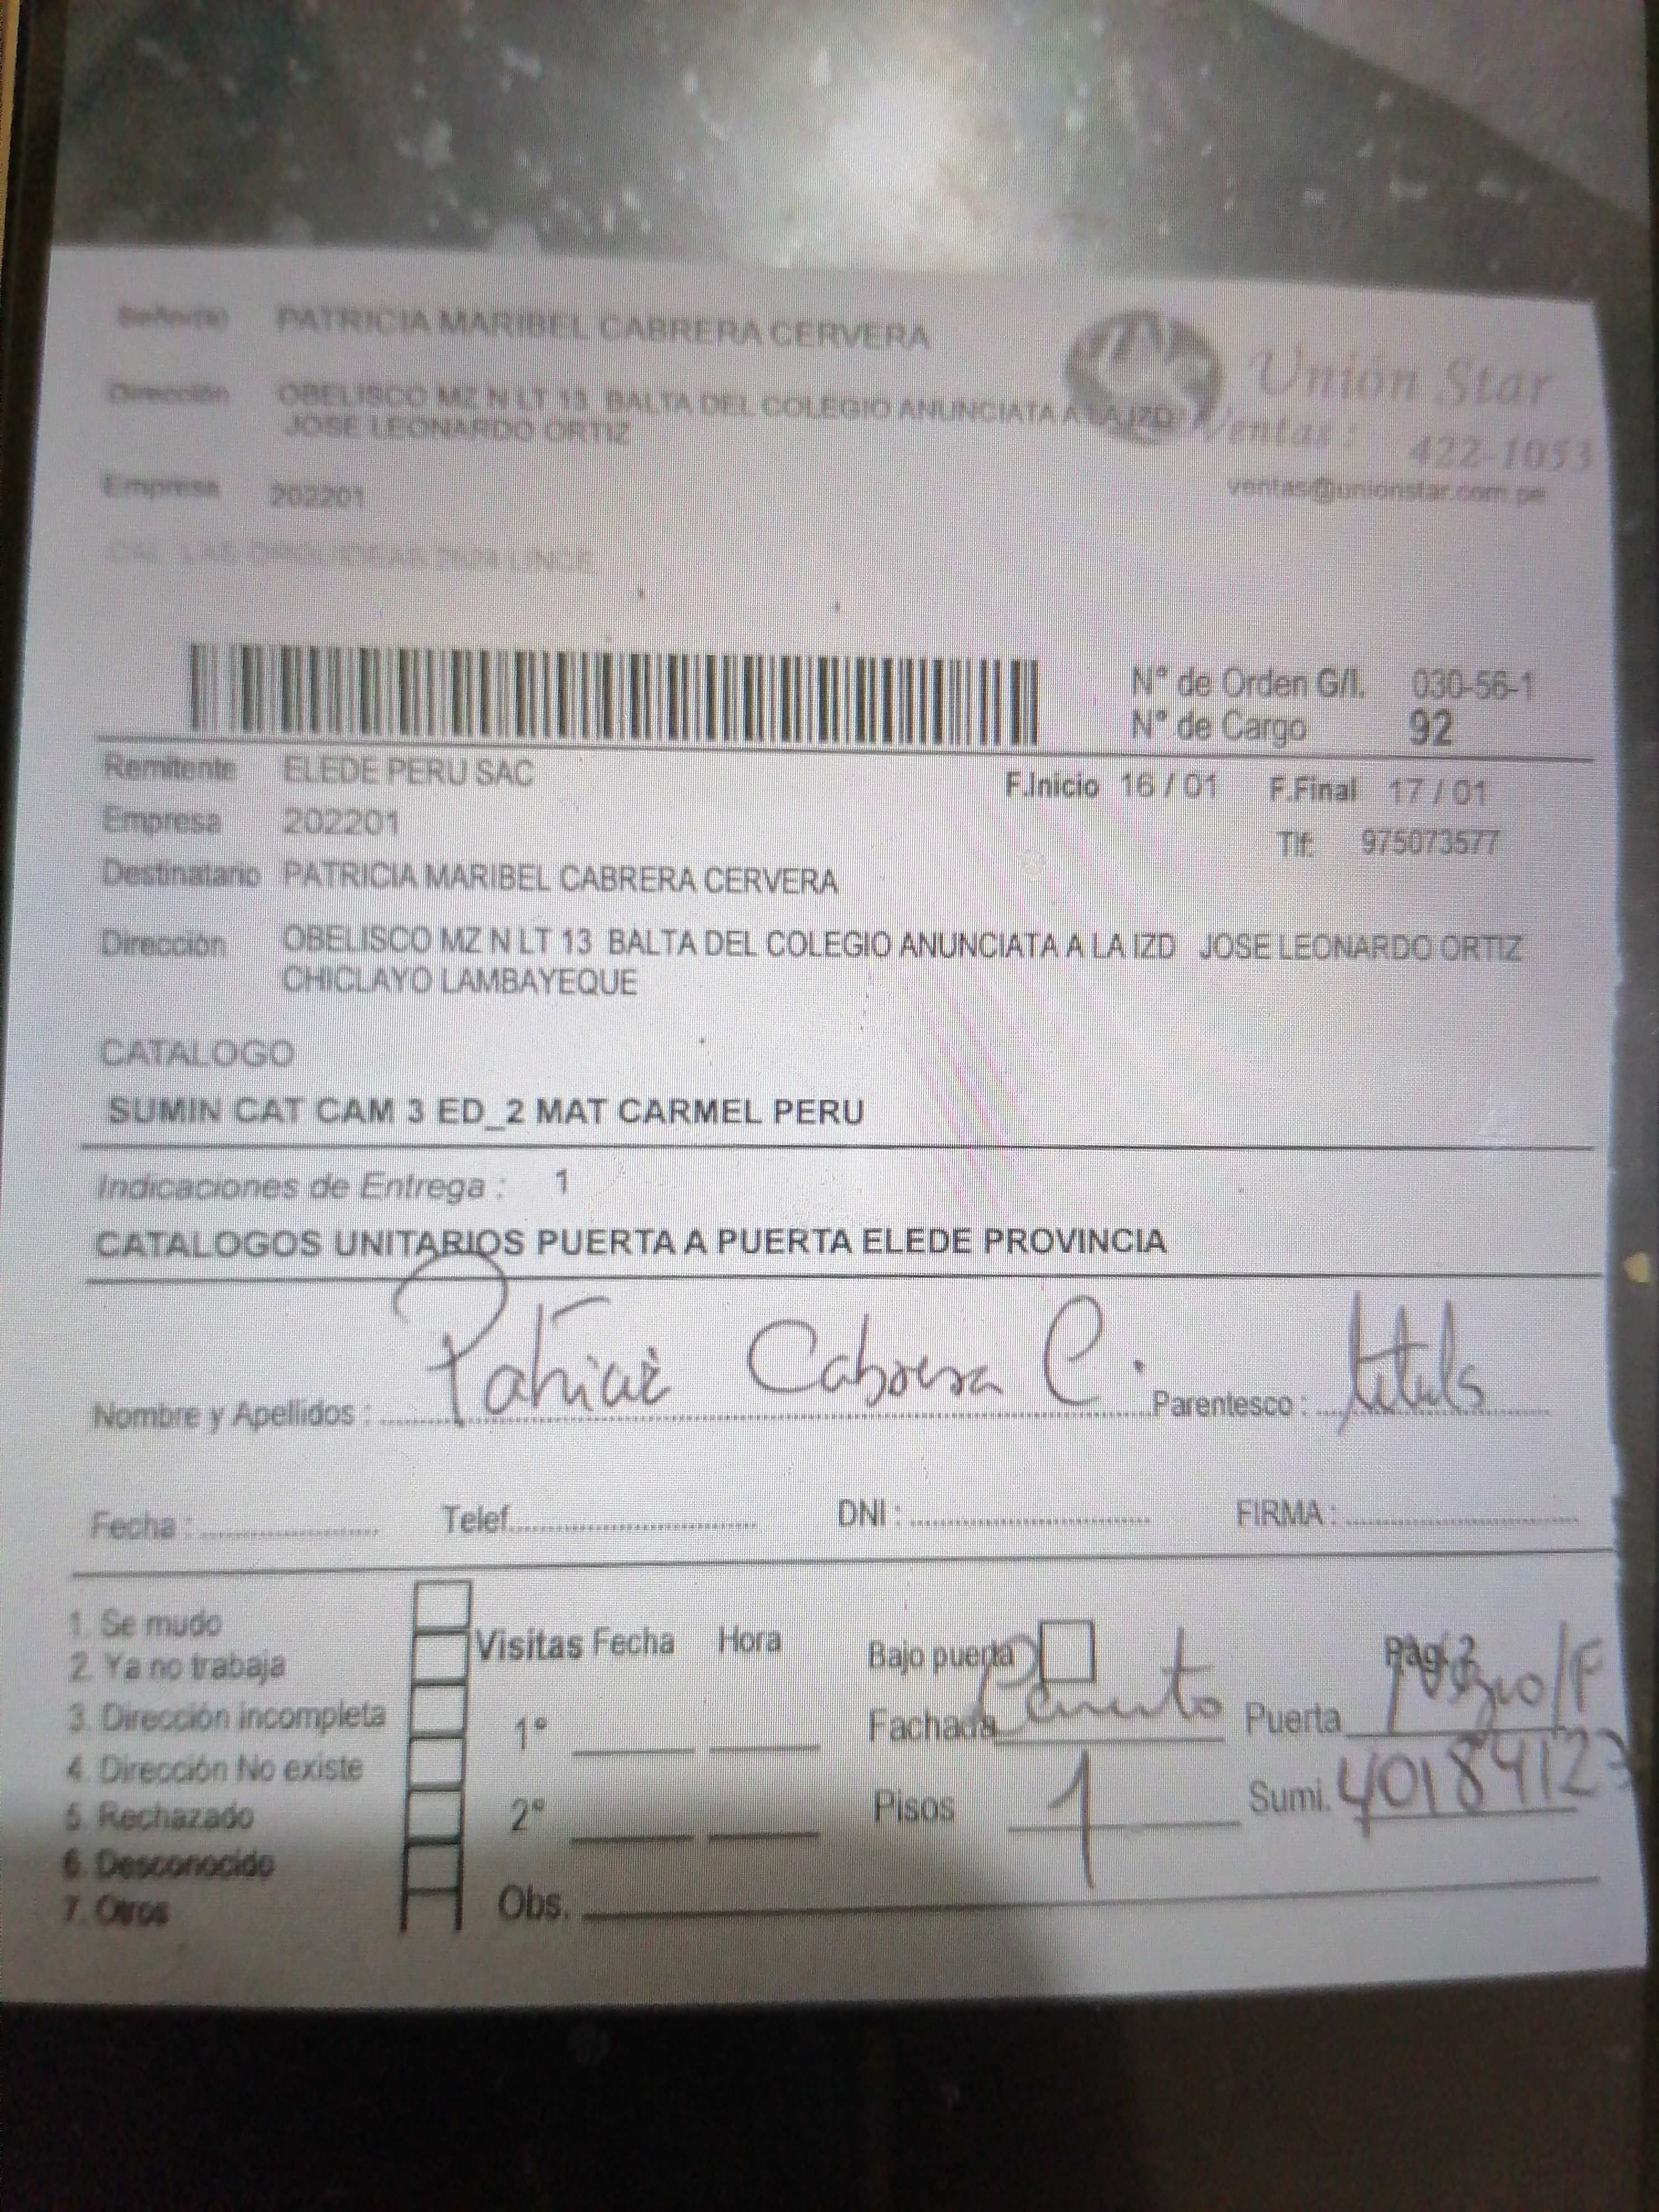 Señor(a) PATRICIA MARIBEL CABRERA CERVERA
Unión Star
Dirección OBELISCO MZ N LT 13 BALTA DEL COLEGIO ANUNCIATA A LA IZD
JOSE LEONARDO ORTIZ
Ventas: 422-1053
ventas@unionstar.com.pe
Empresa 202201
LINCE
N° de Orden G/I. 030-56-1
N° de Cargo 92
Remitente ELEDE PERU SAC
F.Inicio 16 / 01 F.Final 17 / 01
Empresa 202201
Tlf: 975073577
Destinatario PATRICIA MARIBEL CABRERA CERVERA
Dirección OBELISCO MZ N LT 13 BALTA DEL COLEGIO ANUNCIATA A LA IZD JOSE LEONARDO ORTIZ
CHICLAYO LAMBAYEQUE
CATALOGO
SUMIN CAT CAM 3 ED_2 MAT CARMEL PERU
Indicaciones de Entrega : 1
CATALOGOS UNITARIOS PUERTA A PUERTA ELEDE PROVINCIA
Nombre y Apellidos : Cabrera C. Parentesco :
Fecha : Telef. DNI : FIRMA :
1. Se mudo
2. Ya no trabaja
3. Dirección incompleta
4. Dirección No existe
5. Rechazado
6. Desconocido
7. Otros
Visitas Fecha Hora
1°
2°
Obs.
Bajo puerta Pag. 2
Fachada Puerta
Pisos 1 Sumi. 40184127